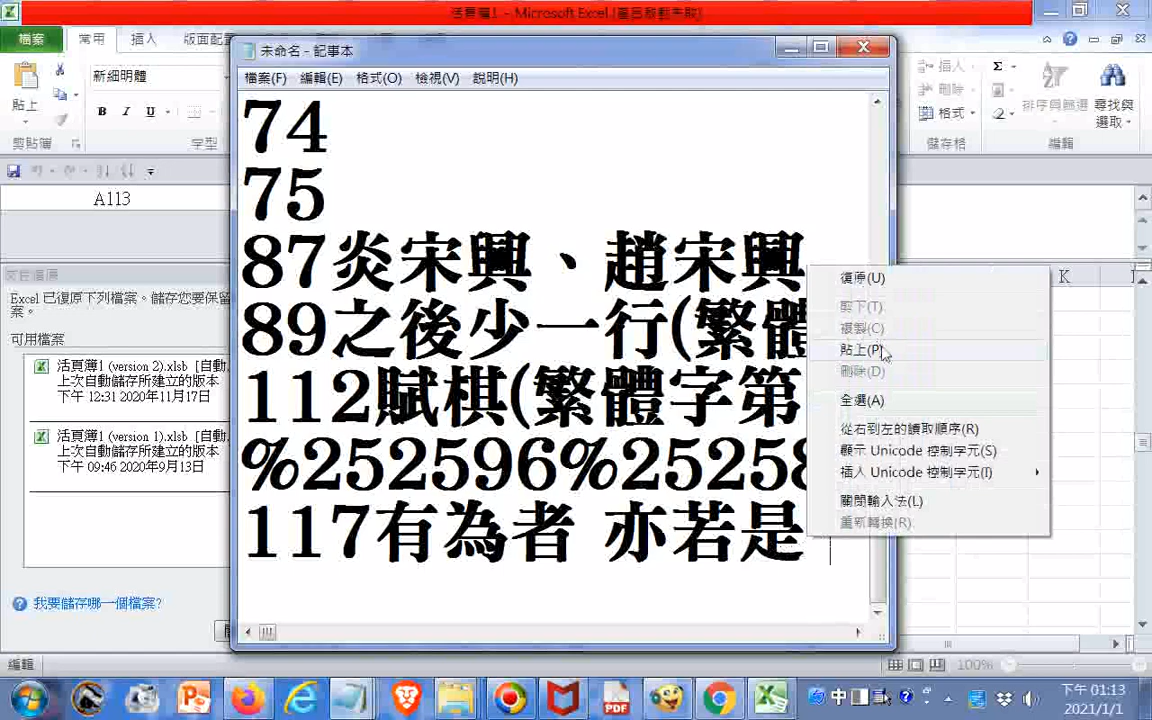 活頁簿1 - Microsoft Excel (產品啟動失敗)
檔案 常用 插入 版面配置
新細明體
貼上
B I U
剪貼簿 字型
插入 刪除 格式 儲存格
排序與篩選 尋找與選取 編輯
A113
未命名 - 記事本
檔案(F) 編輯(E) 格式(O) 檢視(V) 說明(H)
74
75
87炎宋興、趙宋興
89之後少一行(繁體
112賦棋(繁體字第
%252596%25258
117有為者 亦若是
復原(U)
剪下(T)
複製(C)
貼上(P)
刪除(D)
全選(A)
從右到左的讀取順序(R)
顯示 Unicode 控制字元(S)
插入 Unicode 控制字元(I)
關閉輸入法(L)
重新轉換(R)
K
文件復原
Excel 已復原下列檔案。儲存您要保留
案。
可用檔案
活頁簿1 (version 2).xlsb [自動
上次自動儲存所建立的版本
下午 12:31 2020年11月17日
活頁簿1 (version 1).xlsb [自動
上次自動儲存所建立的版本
下午 09:46 2020年9月13日
我要儲存哪一個檔案?
編輯
100%
中
下午 01:13
2021/1/1